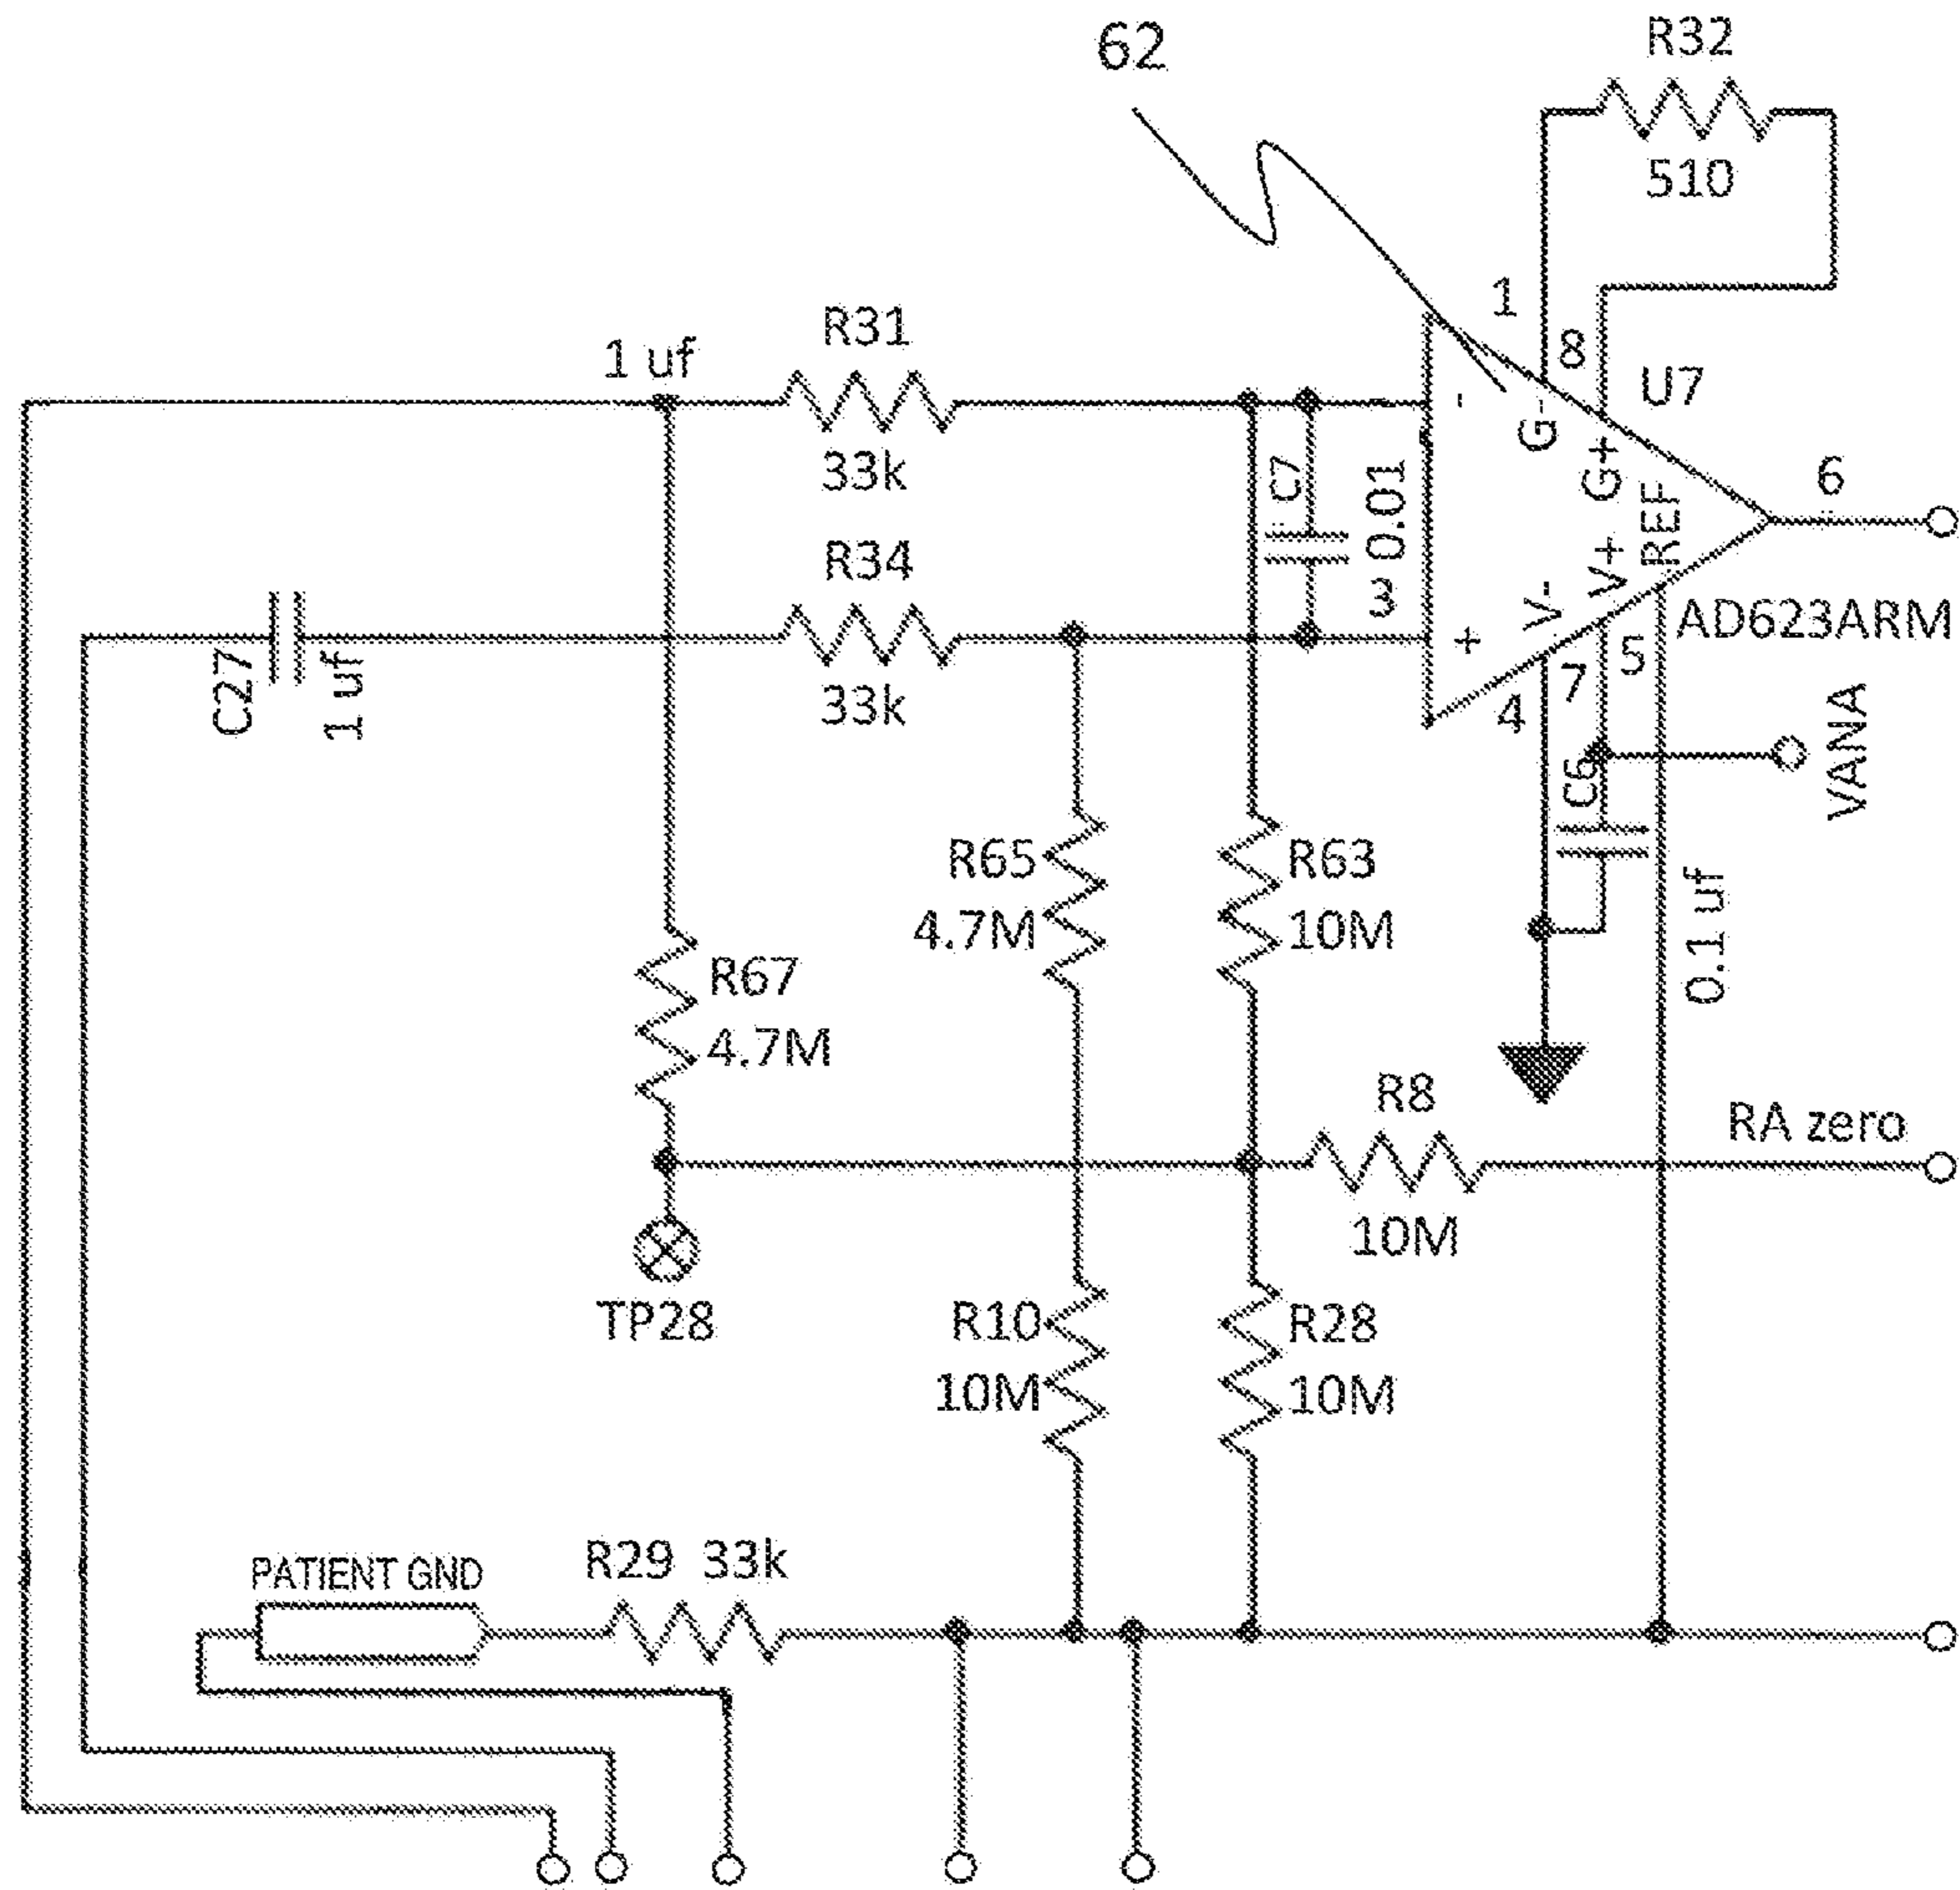 62
R32
510
1
8
U7
R31
1 uf
33k
-
G-
G+
6
C7
0.01
REF
R34
3
V+
V-
+
AD623ARM
5
7
4
C27
1 uf
33k
VANA
C6
R65
4.7M
R63
10M
0.1 uf
R67
4.7M
R8
10M
RA zero
TP28
R10
10M
R28
10M
PATIENT GND
R29 33k